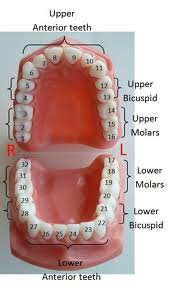 Upper
Anterior teeth
7 8 9 10
6 11
5 12
4 13
3 14
2 15
1 16
Upper
Bicuspid
Upper
Molars
R L
32 17
31 18
30 19
29 20
28 21
27 26 25 24 23 22
Lower
Molars
Lower
Bicuspid
Lower
Anterior teeth